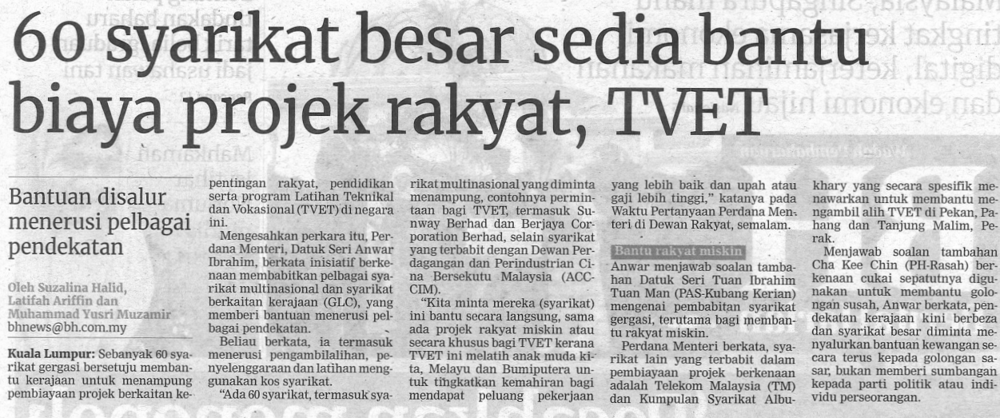 60 syarikat besar sedia bantu
biaya projek rakyat, TVET
Bantuan disalur
menerusi pelbagai
pendekatan
Oleh Suzalina Halid,
Latifah Ariffin dan
Muhammad Yusri Muzamir
bhnews@bh.com.my
Kuala Lumpur: Sebanyak 60 sya-
rikat gergasi bersetuju memban-
tu kerajaan untuk menampung
pembiayaan projek berkaitan ke-
pentingan rakyat, pendidikan
serta program Latihan Teknikal
dan Vokasional (TVET) di negara
ini.
Mengesahkan perkara itu, Per-
dana Menteri, Datuk Seri Anwar
Ibrahim, berkata inisiatif berke-
naan membabitkan pelbagai sya-
rikat multinasional dan syarikat
berkaitan kerajaan (GLC), yang
memberi bantuan menerusi pel-
bagai pendekatan.
Beliau berkata, ia termasuk
menerusi pengambilalihan, pe-
nyelenggaraan dan latihan meng-
gunakan kos syarikat.
"Ada 60 syarikat, termasuk sya-
rikat multinasional yang diminta
menampung, contohnya permin-
taan bagi TVET, termasuk Su-
nway Berhad dan Berjaya Cor-
poration Berhad, selain syarikat
yang terbabit dengan Dewan Per-
dagangan dan Perindustrian Ci-
na Bersekutu Malaysia (ACC-
CIM).
"Kita minta mereka (syarikat)
ini bantu secara langsung, sama
ada projek rakyat miskin atau
secara khusus bagi TVET kerana
TVET ini melatih anak muda ki-
ta, Melayu dan Bumiputera un-
tuk tingkatkan kemahiran bagi
mendapat peluang pekerjaan
yang lebih baik dan upah atau
gaji lebih tinggi," katanya pada
Waktu Pertanyaan Perdana Men-
teri di Dewan Rakyat, semalam.
Bantu rakyat miskin
Anwar menjawab soalan tamba-
han Datuk Seri Tuan Ibrahim
Tuan Man (PAS-Kubang Kerian)
mengenai pembabitan syarikat
gergasi, terutama bagi memban-
tu rakyat miskin.
Perdana Menteri berkata, sya-
rikat lain yang terbabit dalam
pembiayaan projek berkenaan
adalah Telekom Malaysia (TM)
dan Kumpulan Syarikat Albu-
khary yang secara spesifik me-
nawarkan untuk membantu me-
ngambil alih TVET di Pekan, Pa-
hang dan Tanjung Malim, Pe-
rak.
Menjawab soalan tambahan
Cha Kee Chin (PH-Rasah) ber-
kenaan cukai sepatutnya digu-
nakan untuk membantu golo-
ngan susah, Anwar berkata, pen-
dekatan kerajaan kini berbeza
dan syarikat besar diminta me-
nyalurkan bantuan kewangan se-
cara terus kepada golongan sa-
sar, bukan memberi sumbangan
kepada parti politik atau indi-
vidu perseorangan.